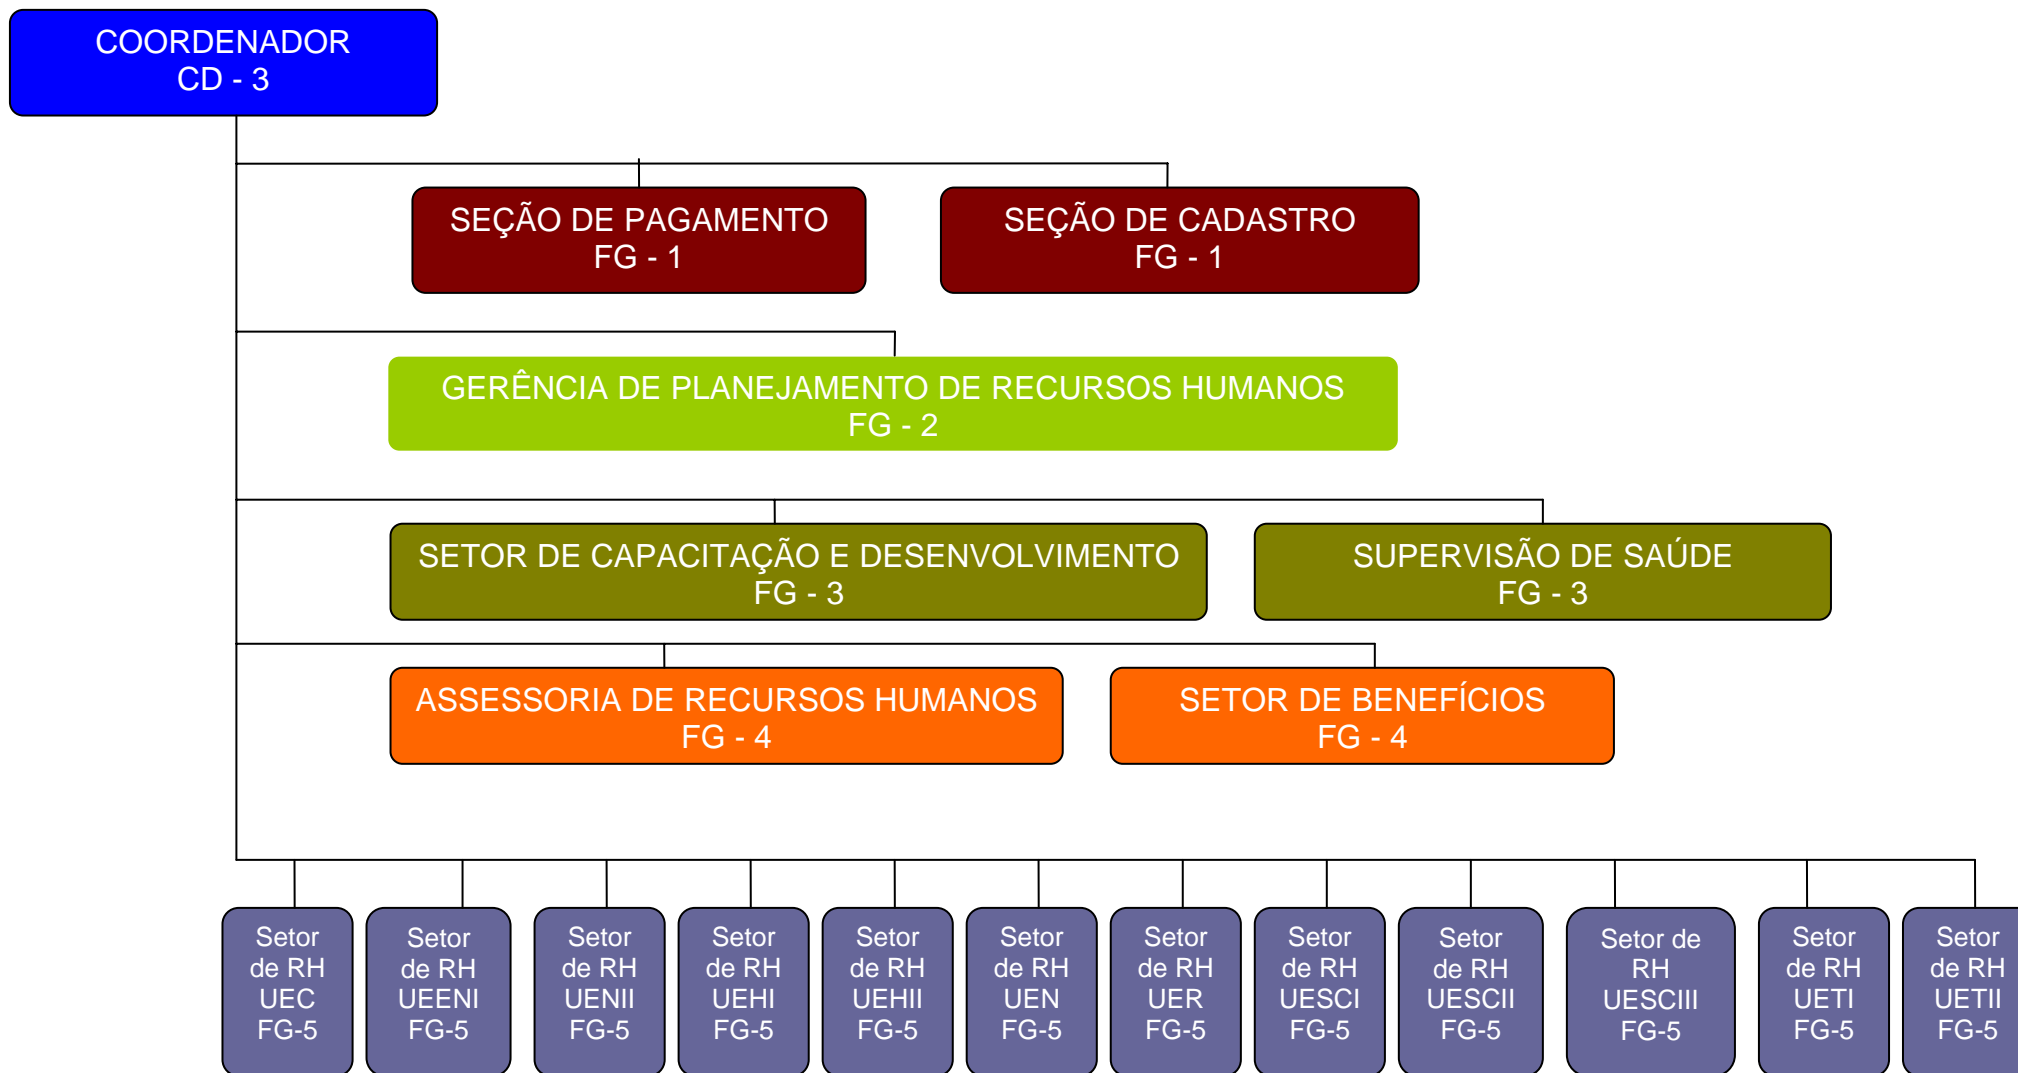 COORDENADOR
CD - 3
SEÇÃO DE PAGAMENTO
FG - 1
SEÇÃO DE CADASTRO
FG - 1
GERÊNCIA DE PLANEJAMENTO DE RECURSOS HUMANOS
FG - 2
SETOR DE CAPACITAÇÃO E DESENVOLVIMENTO
FG - 3
SUPERVISÃO DE SAÚDE
FG - 3
ASSESSORIA DE RECURSOS HUMANOS
FG - 4
SETOR DE BENEFÍCIOS
FG - 4
Setor
de RH
UEC
FG-5
Setor
de RH
UEENI
FG-5
Setor
de RH
UENII
FG-5
Setor
de RH
UEHI
FG-5
Setor
de RH
UEHII
FG-5
Setor
de RH
UEN
FG-5
Setor
de RH
UER
FG-5
Setor
de RH
UESCI
FG-5
Setor
de RH
UESCII
FG-5
Setor de
RH
UESCIII
FG-5
Setor
de RH
UETI
FG-5
Setor
de RH
UETII
FG-5